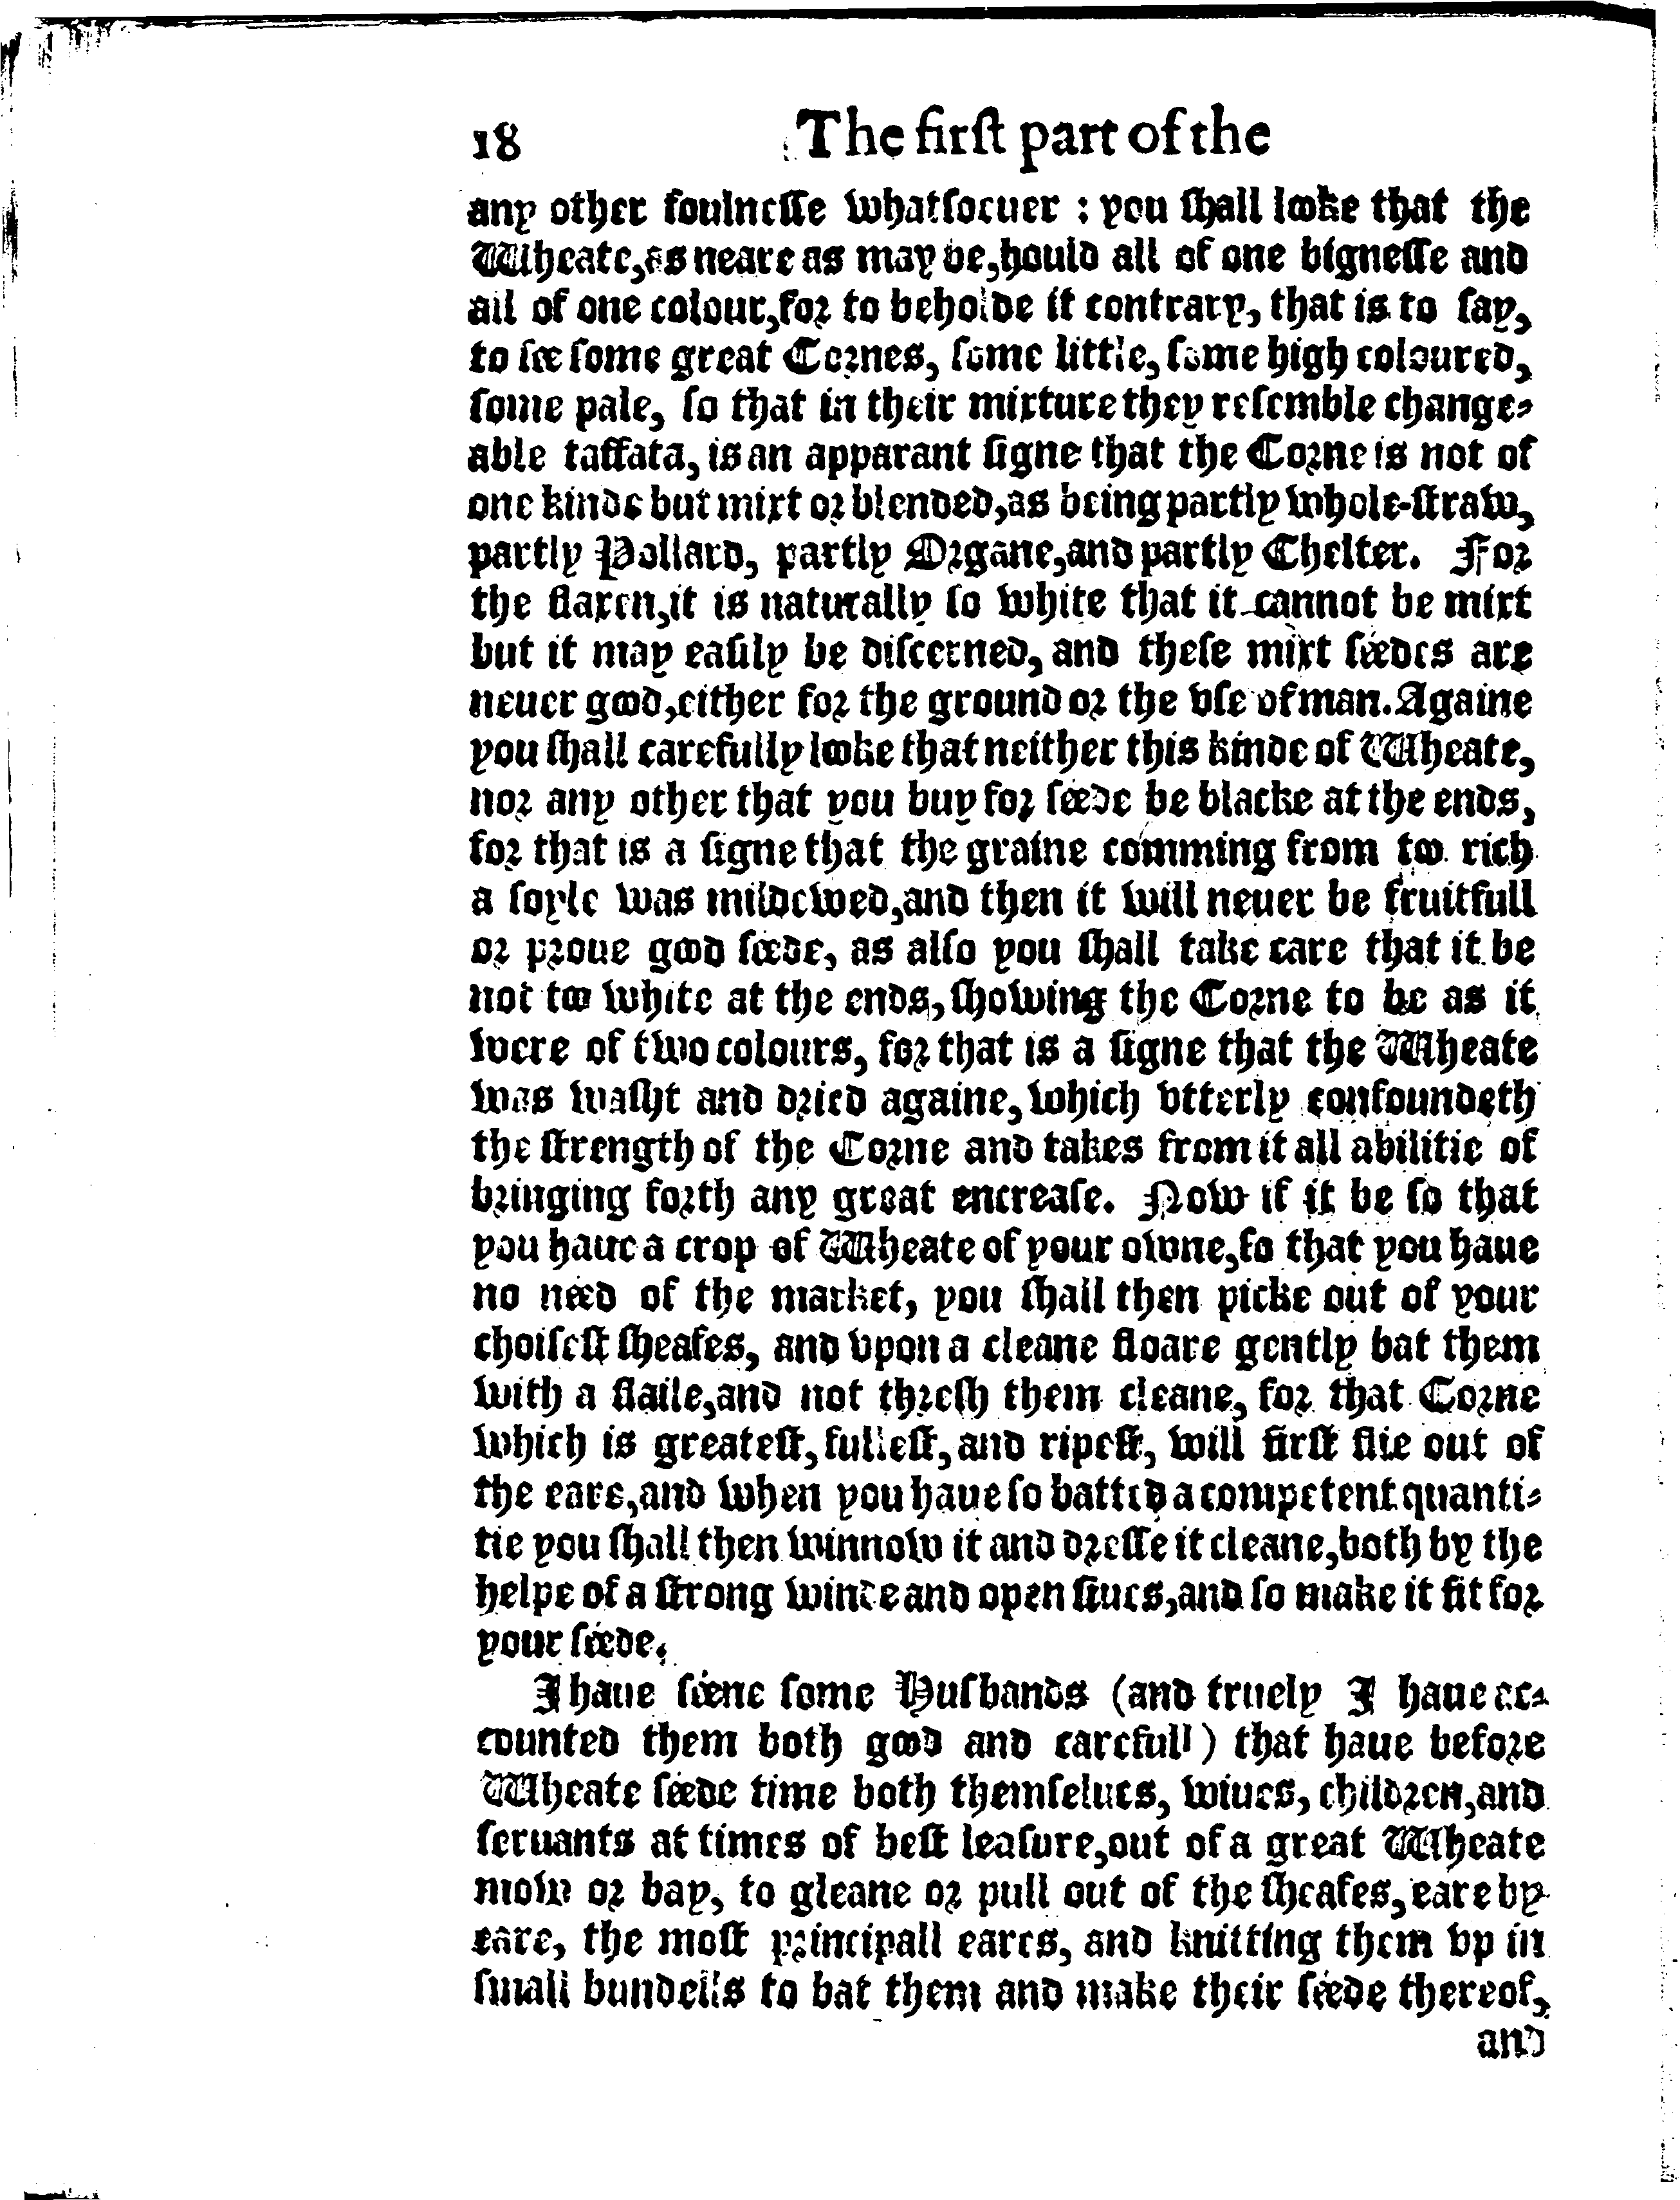 18 The firſt part of the
any other foulneſſe whatſoeuer : you ſhall looke that the
Wheate, as neare as may be, hould all of one bigneſſe and
all of one colour, for to beholde it contrary, that is to ſay,
to ſee ſome great Cornes, ſome little, ſome high coloured,
ſome pale, ſo that in their mixture they reſemble change-
able taffata, is an apparant ſigne that the Corne is not of
one kinde but mixt or blended, as being partly whole-ſtraw,
partly Pollard, partly Organe, and partly Chelter. For
the flaxen, it is naturally ſo white that it cannot be mixt
but it may eaſily be diſcerned, and theſe mixt ſeedes are
neuer good, either for the ground or the vſe of man. Againe
you ſhall carefully looke that neither this kinde of Wheate,
nor any other that you buy for ſeede be blacke at the ends,
for that is a ſigne that the graine comming from too rich
a ſoyle was mildewed, and then it will neuer be fruitfull
or proue good ſeede, as alſo you ſhall take care that it be
not too white at the ends, ſhowing the Corne to be as it
were of two colours, for that is a ſigne that the Wheate
was waſht and dried againe, which vtterly confoundeth
the ſtrength of the Corne and takes from it all abilitie of
bringing forth any great encreaſe. Now if it be ſo that
you haue a crop of Wheate of your owne, ſo that you haue
no need of the market, you ſhall then picke out of your
choiſeſt ſheafes, and vpon a cleane floare gently bat them
with a flaile, and not threſh them cleane, for that Corne
which is greateſt, fulleſt, and ripeſt, will firſt flie out of
the eare, and when you haue ſo batted a competent quanti-
tie you ſhall then winnow it and dreſſe it cleane, both by the
helpe of a ſtrong winde and open ſiues, and ſo make it fit for
your ſeede.
I haue ſeene ſome Huſbands (and truely I haue ac-
counted them both good and carefull) that haue before
Wheate ſeede time both themſelues, wiues, children, and
ſeruants at times of beſt leaſure, out of a great Wheate
mow or bay, to gleane or pull out of the ſheafes, eare by
eare, the moſt principall eares, and knitting them vp in
ſmall bundells to bat them and make their ſeede thereof,
and